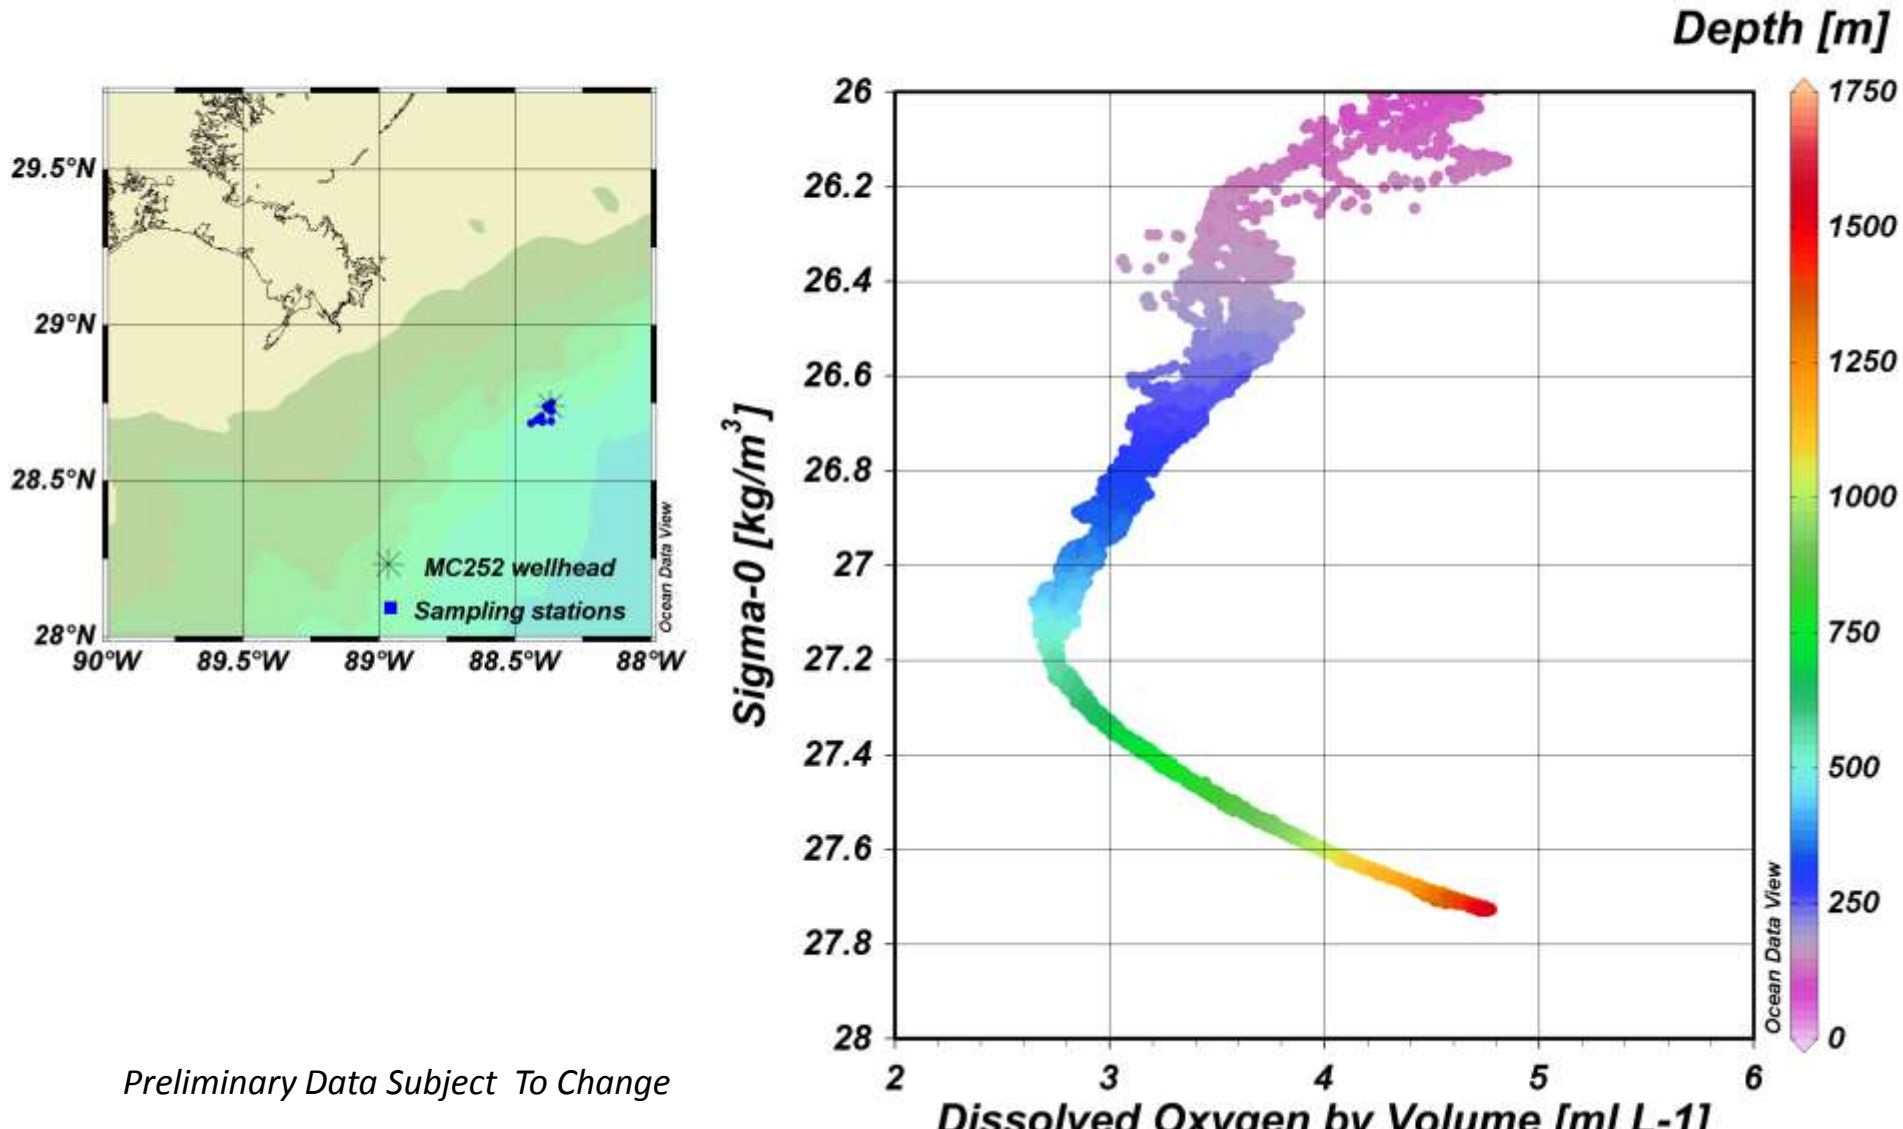 Depth [m]
29.5°N
29°N
28.5°N
28°N
90°W 89.5°W 89°W 88.5°W 88°W
MC252 wellhead
Sampling stations
Ocean Data View
Sigma-0 [kg/m³]
26
26.2
26.4
26.6
26.8
27
27.2
27.4
27.6
27.8
28
2 3 4 5 6
Dissolved Oxygen by Volume [ml L-1]
Ocean Data View
1750
1500
1250
1000
750
500
250
0
Preliminary Data Subject To Change